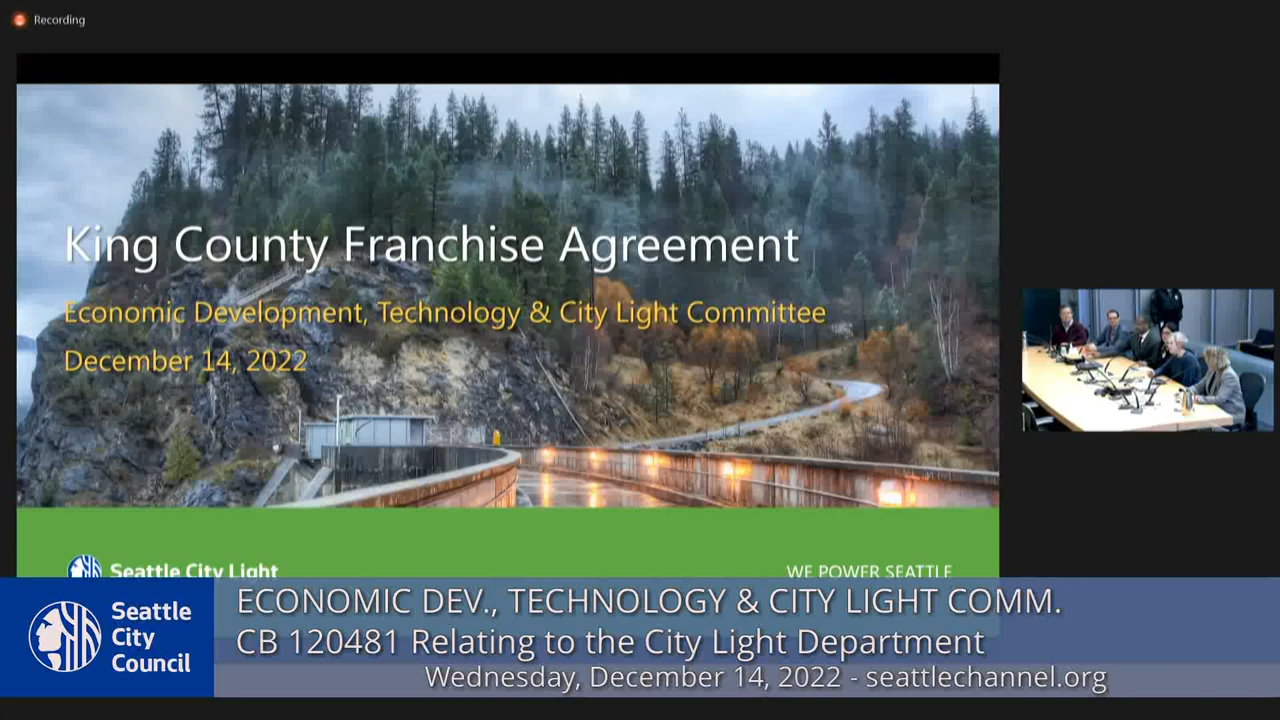 Recording
King County Franchise Agreement
Economic Development, Technology & City Light Committee
December 14, 2022
Seattle City Light
WE POWER SEATTLE
Seattle
City
Council
ECONOMIC DEV., TECHNOLOGY & CITY LIGHT COMM.
CB 120481 Relating to the City Light Department
Wednesday, December 14, 2022 - seattlechannel.org